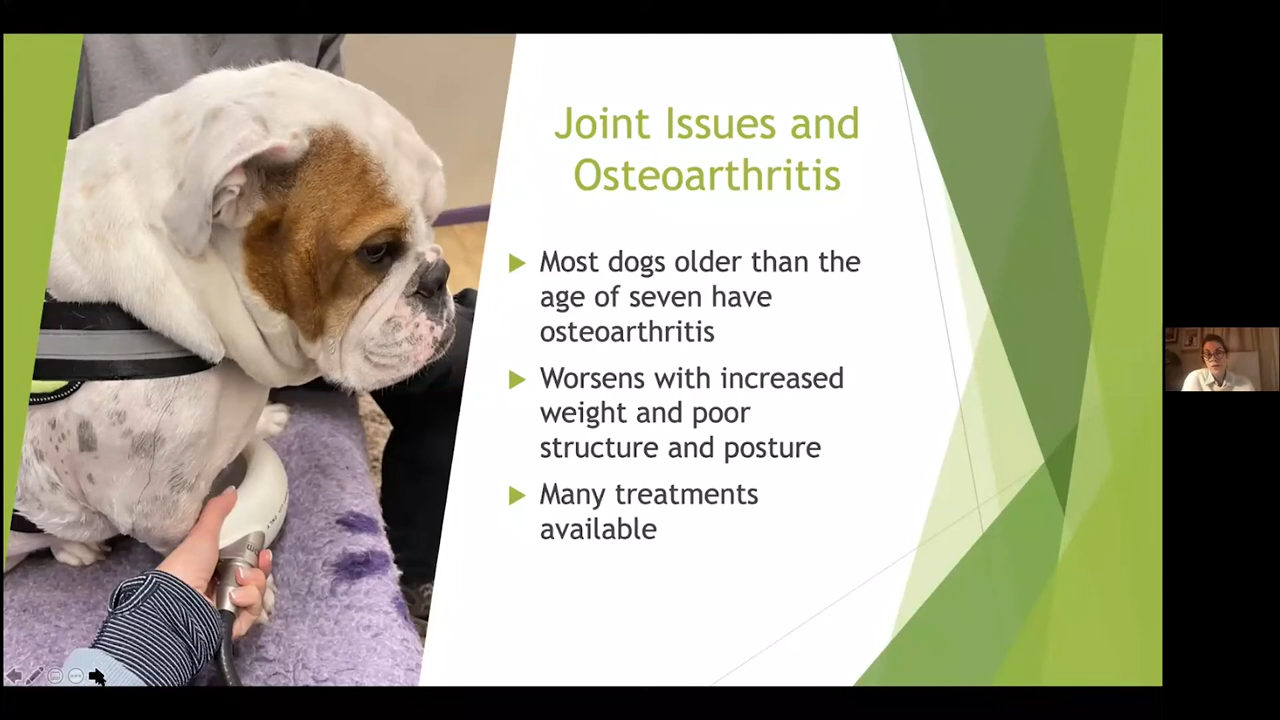 Joint Issues and
Osteoarthritis
Most dogs older than the
age of seven have
osteoarthritis
Worsens with increased
weight and poor
structure and posture
Many treatments
available